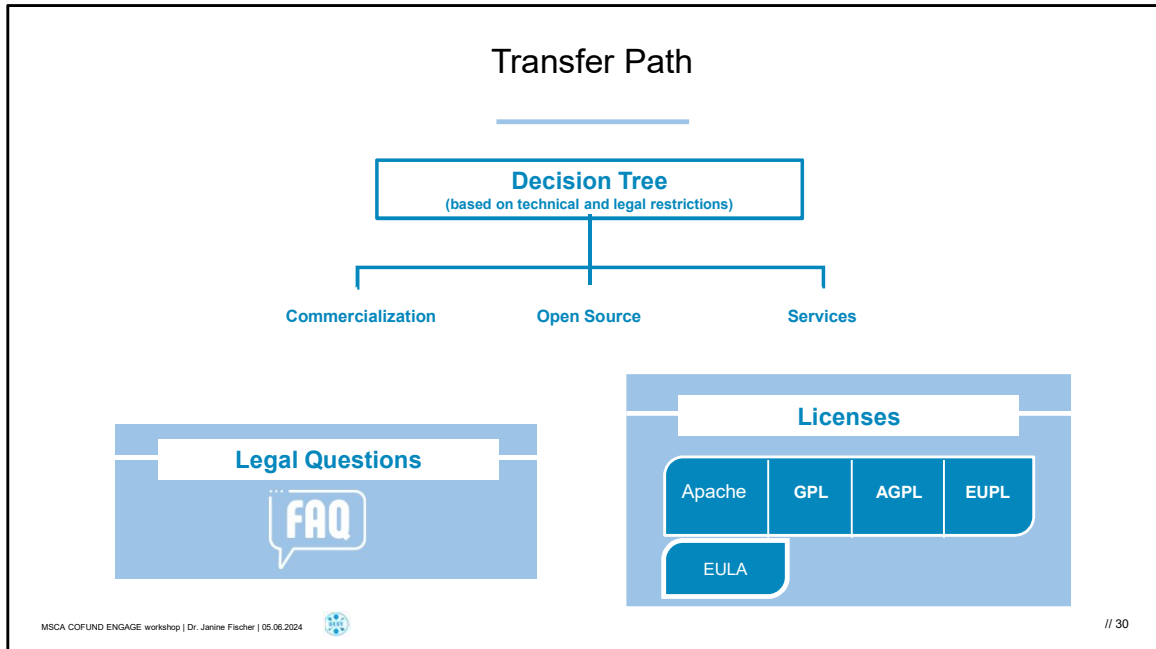 Transfer Path
Decision Tree
(based on technical and legal restrictions)
Commercialization Open Source Services
Legal Questions
FAQ
Licenses
Apache GPL AGPL EUPL
EULA
MSCA COFUND ENGAGE workshop | Dr. Janine Fischer | 05.06.2024
// 30